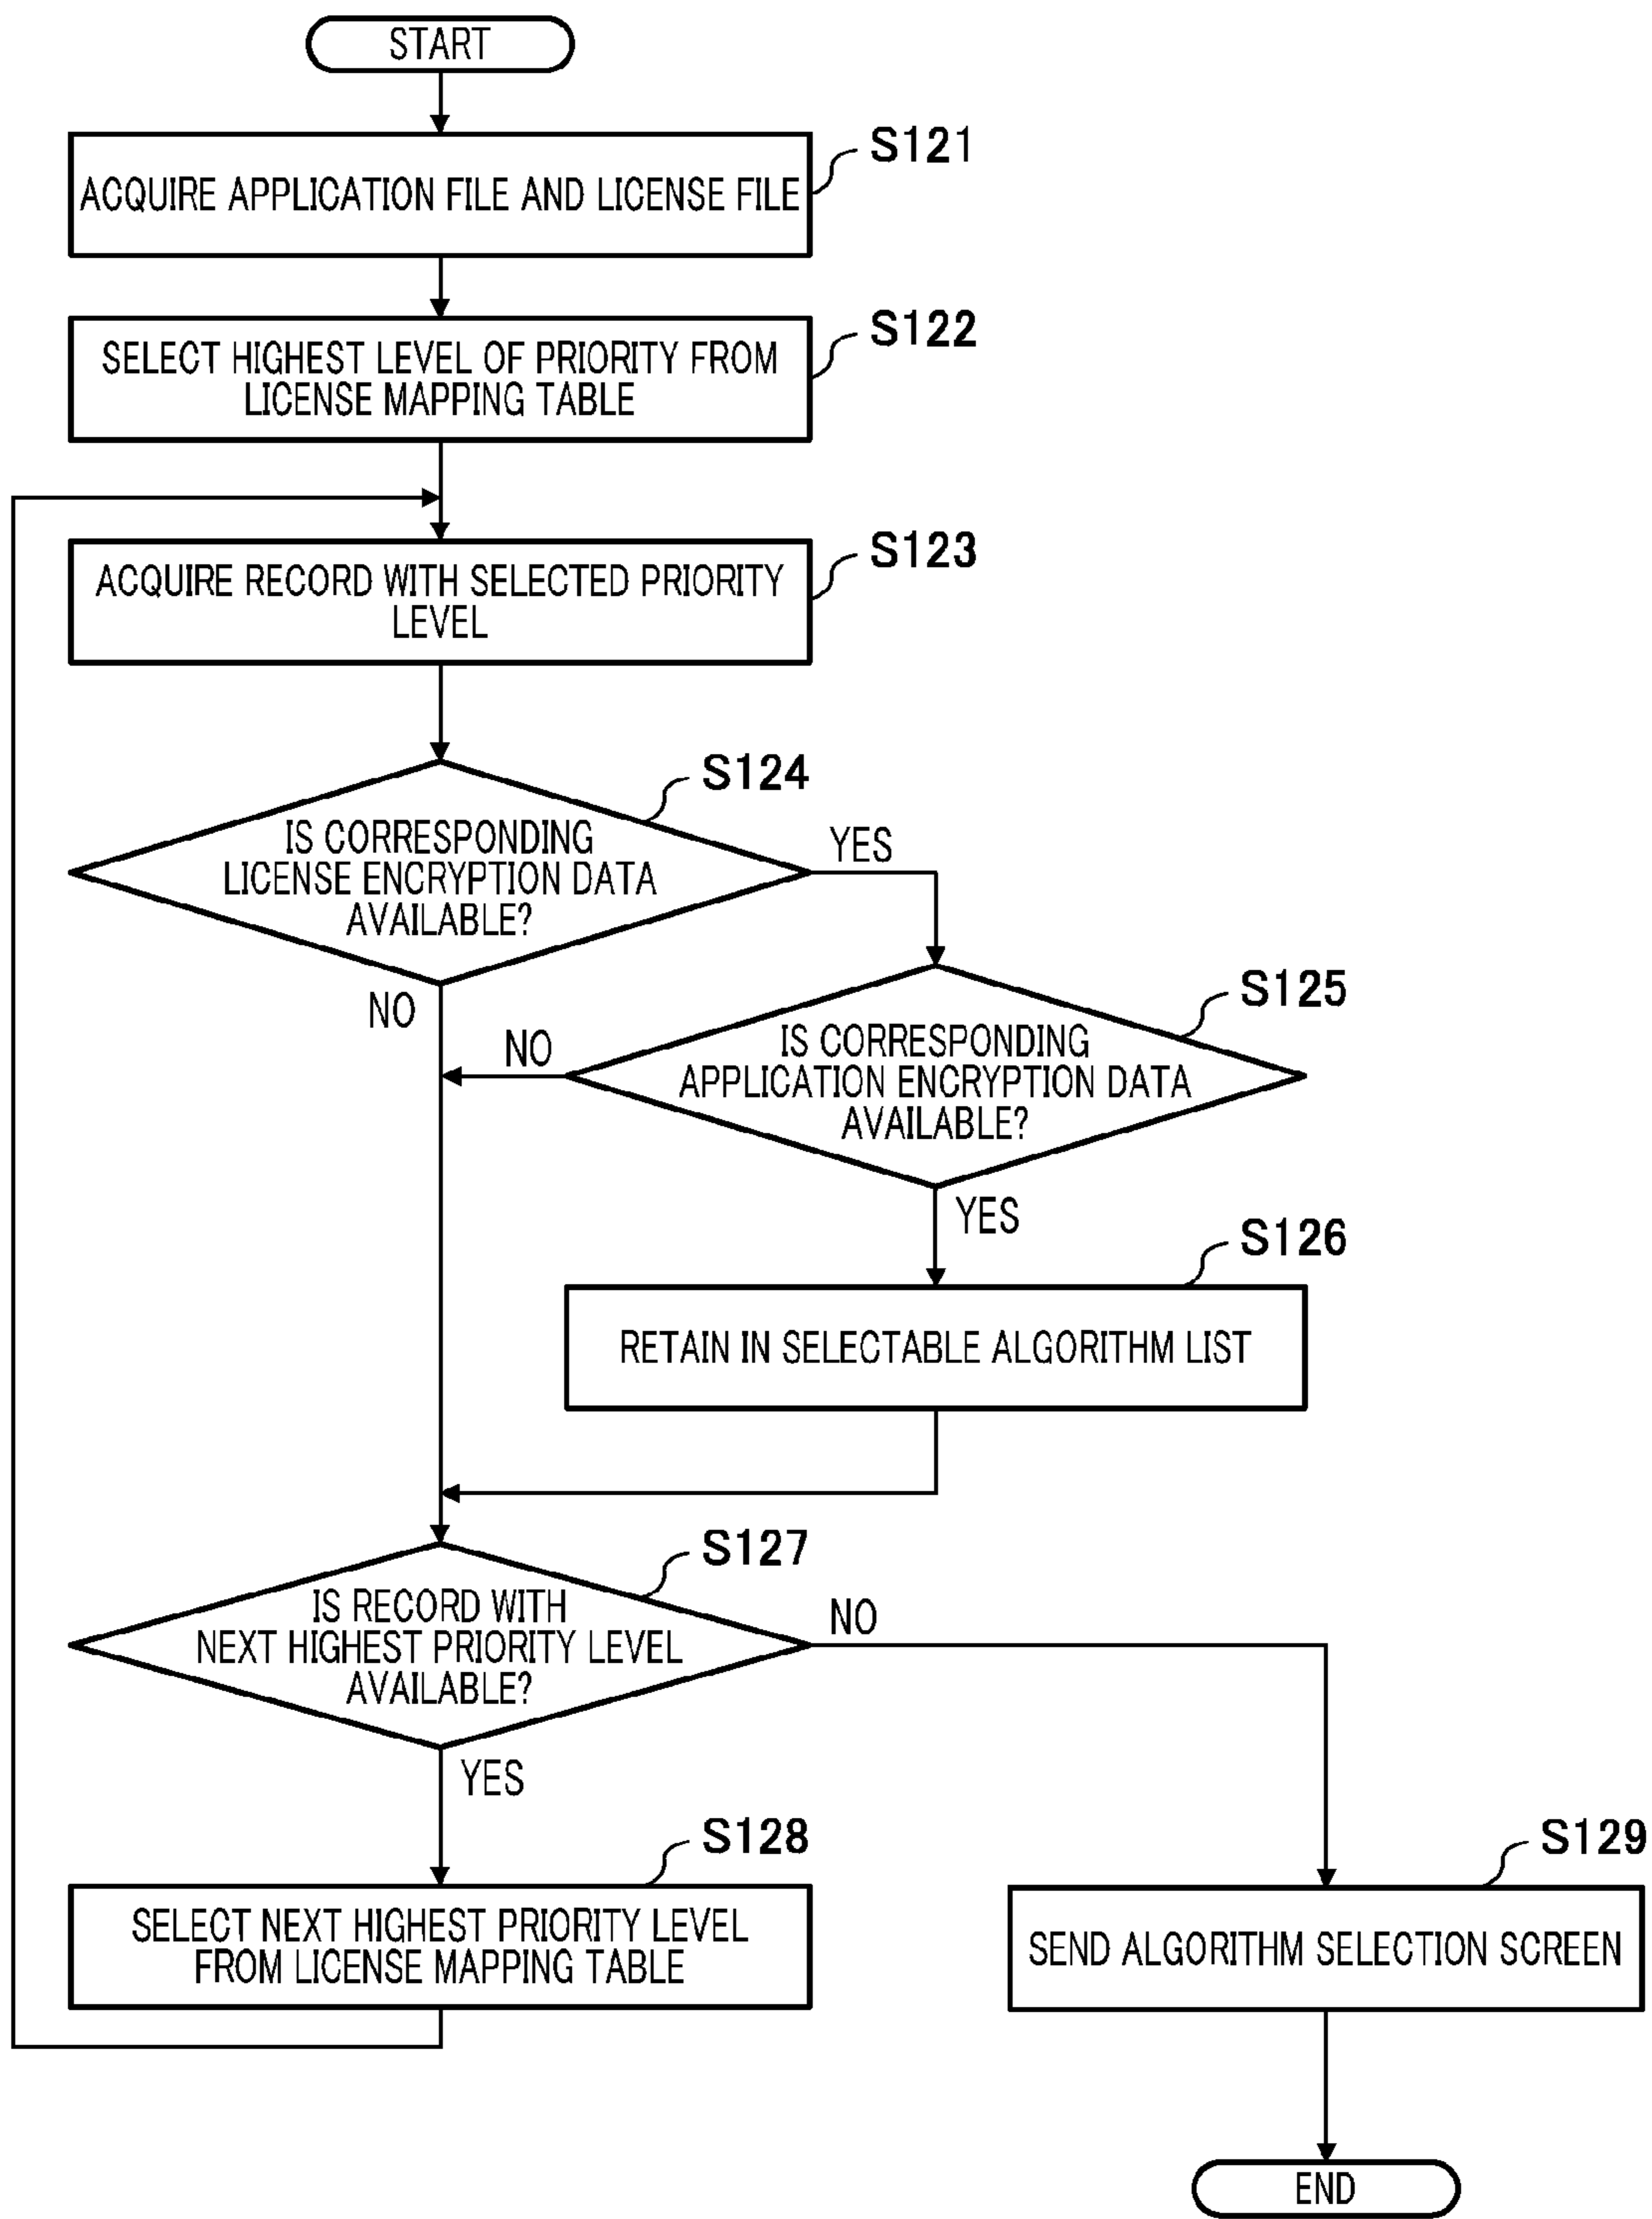 START
S121
ACQUIRE APPLICATION FILE AND LICENSE FILE
S122
SELECT HIGHEST LEVEL OF PRIORITY FROM
LICENSE MAPPING TABLE
S123
ACQUIRE RECORD WITH SELECTED PRIORITY
LEVEL
S124
IS CORRESPONDING
LICENSE ENCRYPTION DATA
AVAILABLE?
YES
NO
S125
IS CORRESPONDING
APPLICATION ENCRYPTION DATA
AVAILABLE?
NO
YES
S126
RETAIN IN SELECTABLE ALGORITHM LIST
S127
IS RECORD WITH
NEXT HIGHEST PRIORITY LEVEL
AVAILABLE?
NO
YES
S128
SELECT NEXT HIGHEST PRIORITY LEVEL
FROM LICENSE MAPPING TABLE
S129
SEND ALGORITHM SELECTION SCREEN
END